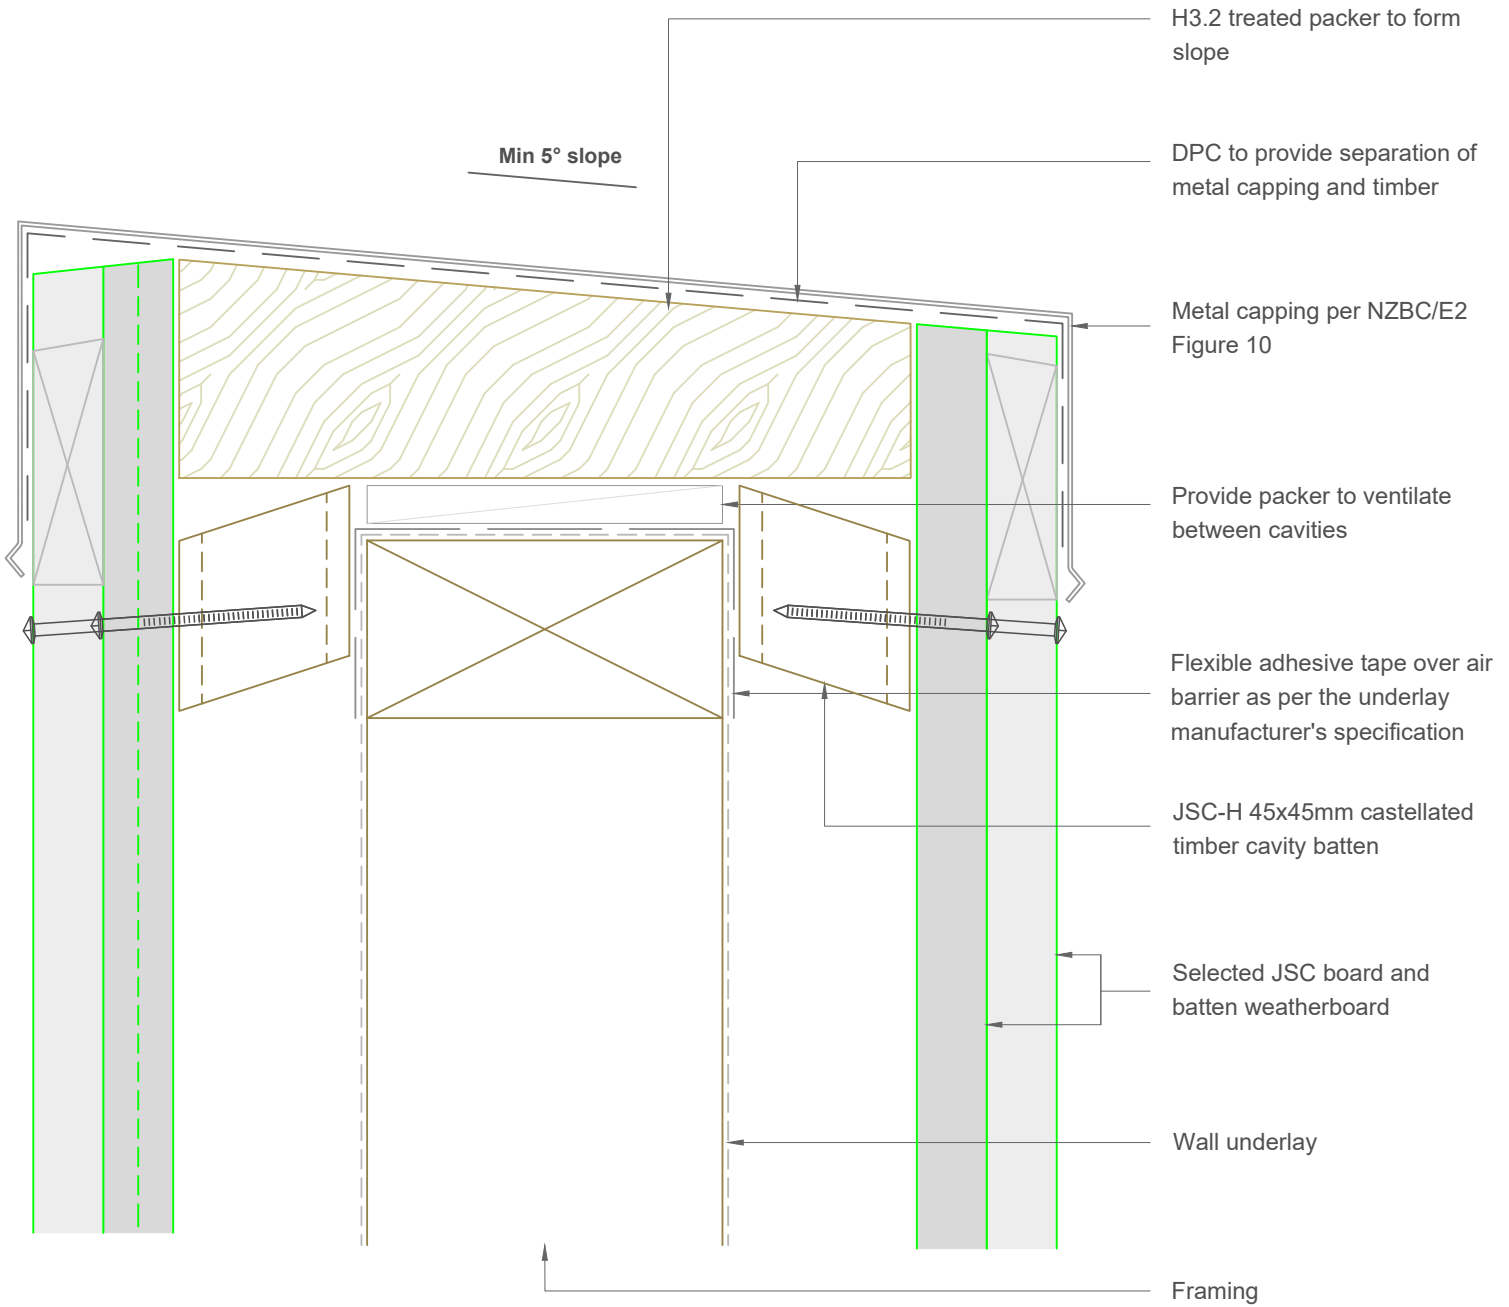 H3.2 treated packer to form
slope
Min 5° slope
DPC to provide separation of
metal capping and timber
Metal capping per NZBC/E2
Figure 10
Provide packer to ventilate
between cavities
Flexible adhesive tape over air
barrier as per the underlay
manufacturer's specification
JSC-H 45x45mm castellated
timber cavity batten
Selected JSC board and
batten weatherboard
Wall underlay
Framing